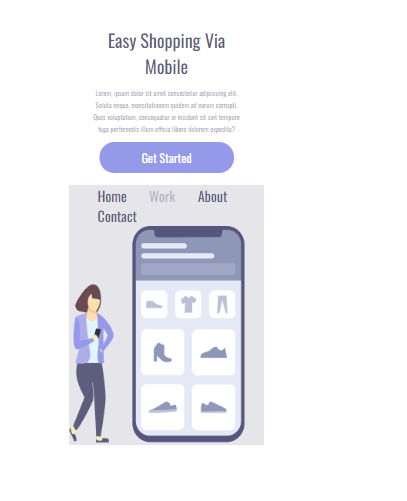 Easy Shopping Via
Mobile
Lorem, ipsum dolor sit amet consectetur adipisicing elit.
Soluta neque, exercitationem quidem ad earum corrupti.
Quos voluptatum, consequatur in incidunt sit sint tempore
fuga perferendis illum officia libero dolorem expedita?
Get Started
Home Work About
Contact